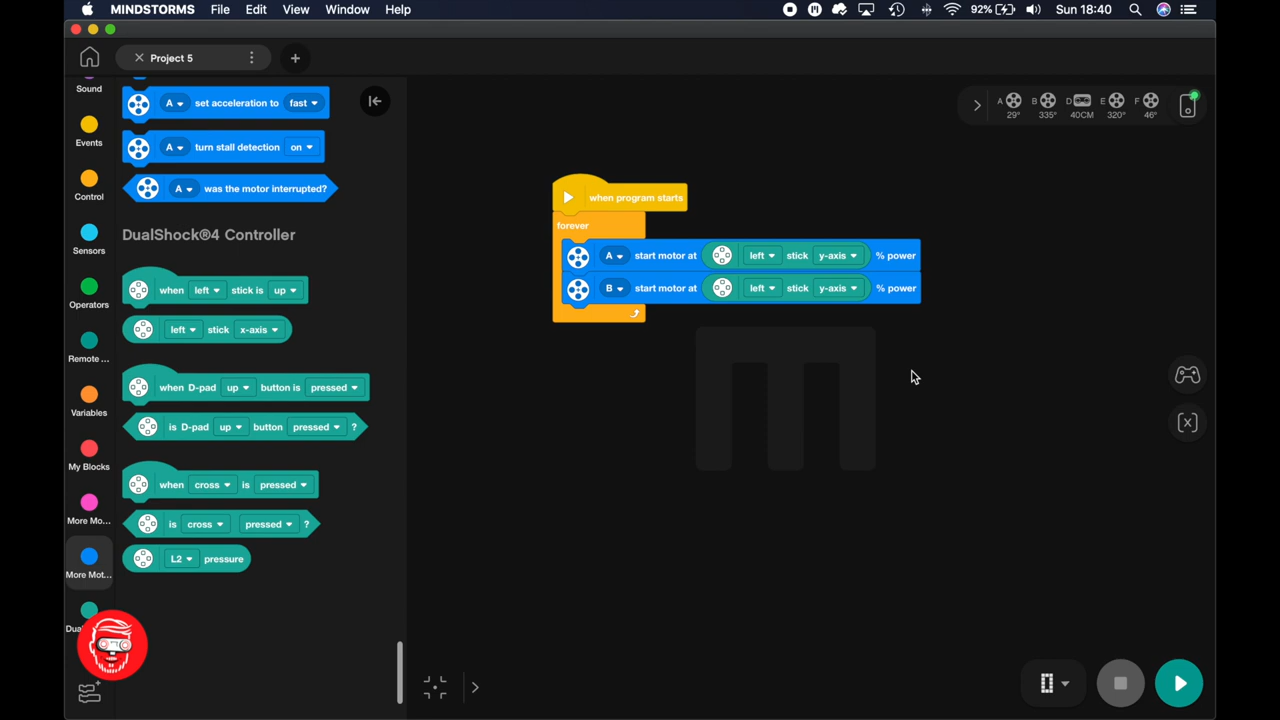 MINDSTORMS File Edit View Window Help 92% Sun 18:40
Project 5
Sound
Events
Control
Sensors
Operators
Remote ...
Variables
My Blocks
More Mo...
More Mot...
A set acceleration to fast
A turn stall detection on
A was the motor interrupted?
DualShock®4 Controller
when left stick is up
left stick x-axis
when D-pad up button is pressed
is D-pad up button pressed ?
when cross is pressed
is cross pressed ?
L2 pressure
when program starts
forever
A start motor at left stick y-axis % power
B start motor at left stick y-axis % power
A B D E F
29° 335° 40CM 320° 46°